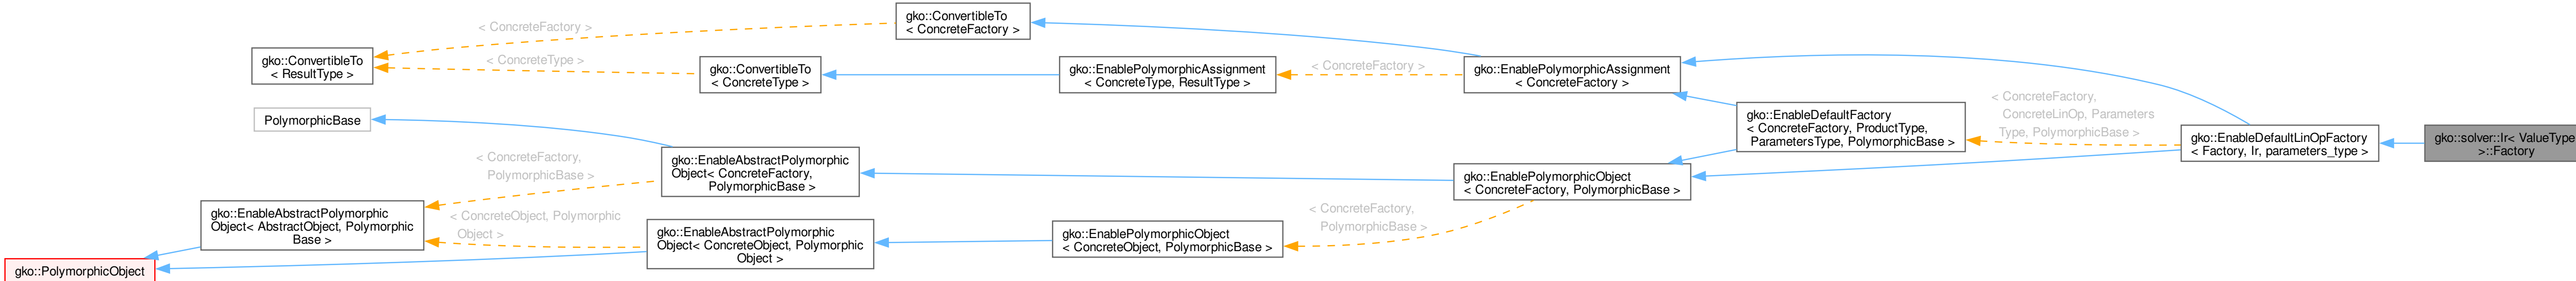 gko::ConvertibleTo
< ConcreteFactory >
< ConcreteFactory >
gko::ConvertibleTo
< ResultType >
< ConcreteType >
gko::ConvertibleTo
< ConcreteType >
gko::EnablePolymorphicAssignment
< ConcreteType, ResultType >
< ConcreteFactory >
gko::EnablePolymorphicAssignment
< ConcreteFactory >
PolymorphicBase
gko::EnableDefaultFactory
< ConcreteFactory, ProductType,
ParametersType, PolymorphicBase >
< ConcreteFactory,
ConcreteLinOp, Parameters
Type, PolymorphicBase >
gko::EnableDefaultLinOpFactory
< Factory, Ir, parameters_type >
gko::solver::Ir< ValueType
>::Factory
< ConcreteFactory,
PolymorphicBase >
gko::EnableAbstractPolymorphic
Object< ConcreteFactory,
PolymorphicBase >
gko::EnablePolymorphicObject
< ConcreteFactory, PolymorphicBase >
gko::EnableAbstractPolymorphic
Object< AbstractObject, Polymorphic
Base >
< ConcreteObject, Polymorphic
Object >
gko::EnableAbstractPolymorphic
Object< ConcreteObject, Polymorphic
Object >
gko::EnablePolymorphicObject
< ConcreteObject, PolymorphicBase >
< ConcreteFactory,
PolymorphicBase >
gko::PolymorphicObject